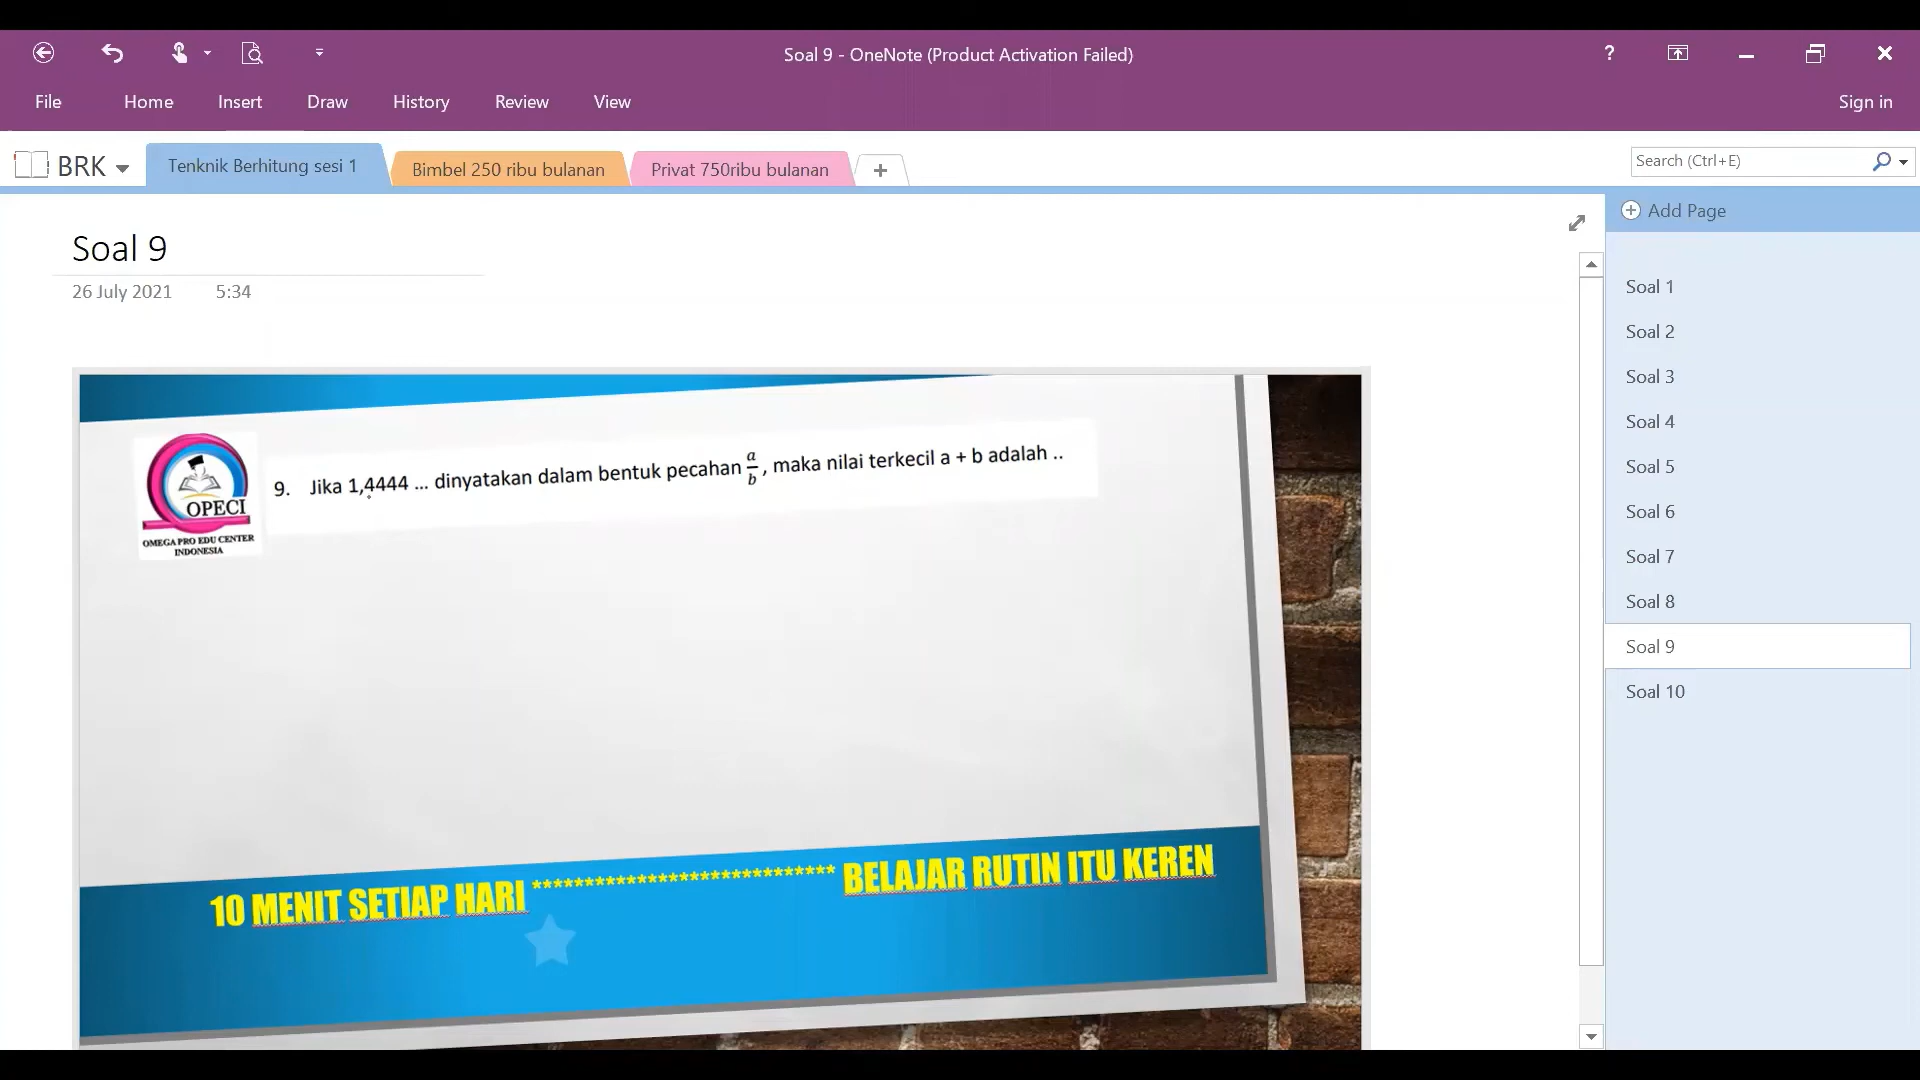 Soal 9 - OneNote (Product Activation Failed)
?
File Home Insert Draw History Review View Sign in
BRK Tenknik Berhitung sesi 1 Bimbel 250 ribu bulanan Privat 750ribu bulanan + Search (Ctrl+E)
Add Page
Soal 9
26 July 2021 5:34
Soal 1
Soal 2
Soal 3
Soal 4
Soal 5
Soal 6
Soal 7
Soal 8
Soal 9
Soal 10
9. Jika 1,4444 ... dinyatakan dalam bentuk pecahan a/b, maka nilai terkecil a + b adalah ..
OPECI
OMEGA PRO EDU CENTER
INDONESIA
10 MENIT SETIAP HARI ***************************** BELAJAR RUTIN ITU KEREN